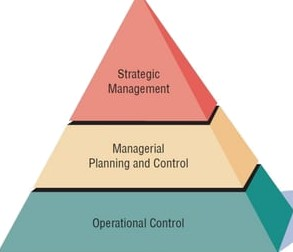 Strategic
Management
Managerial
Planning and Control
Operational Control